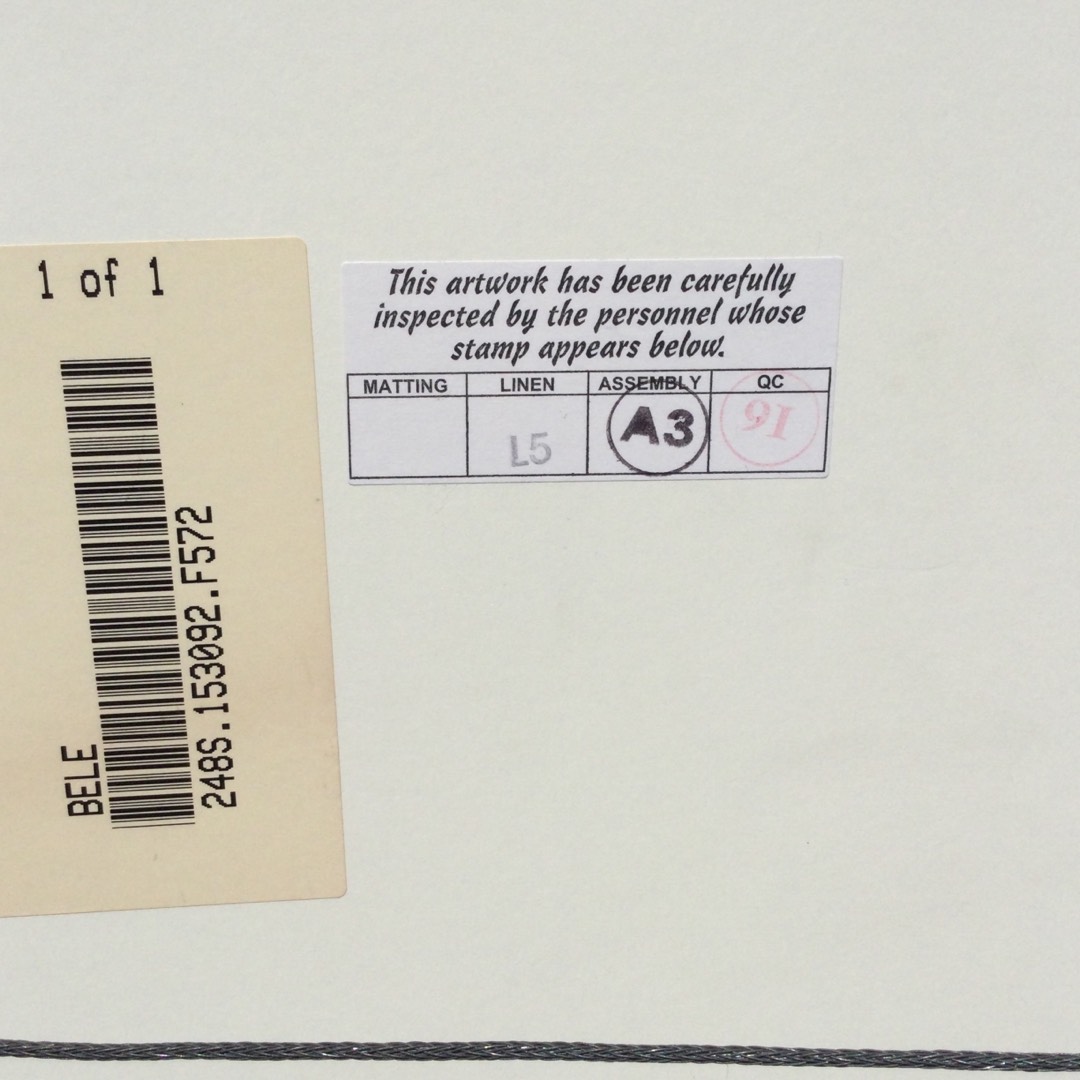 1 of 1
BELE
248S.153092.F572
This artwork has been carefully
inspected by the personnel whose
stamp appears below.
MATTING LINEN ASSEMBLY QC
L5 A3 16